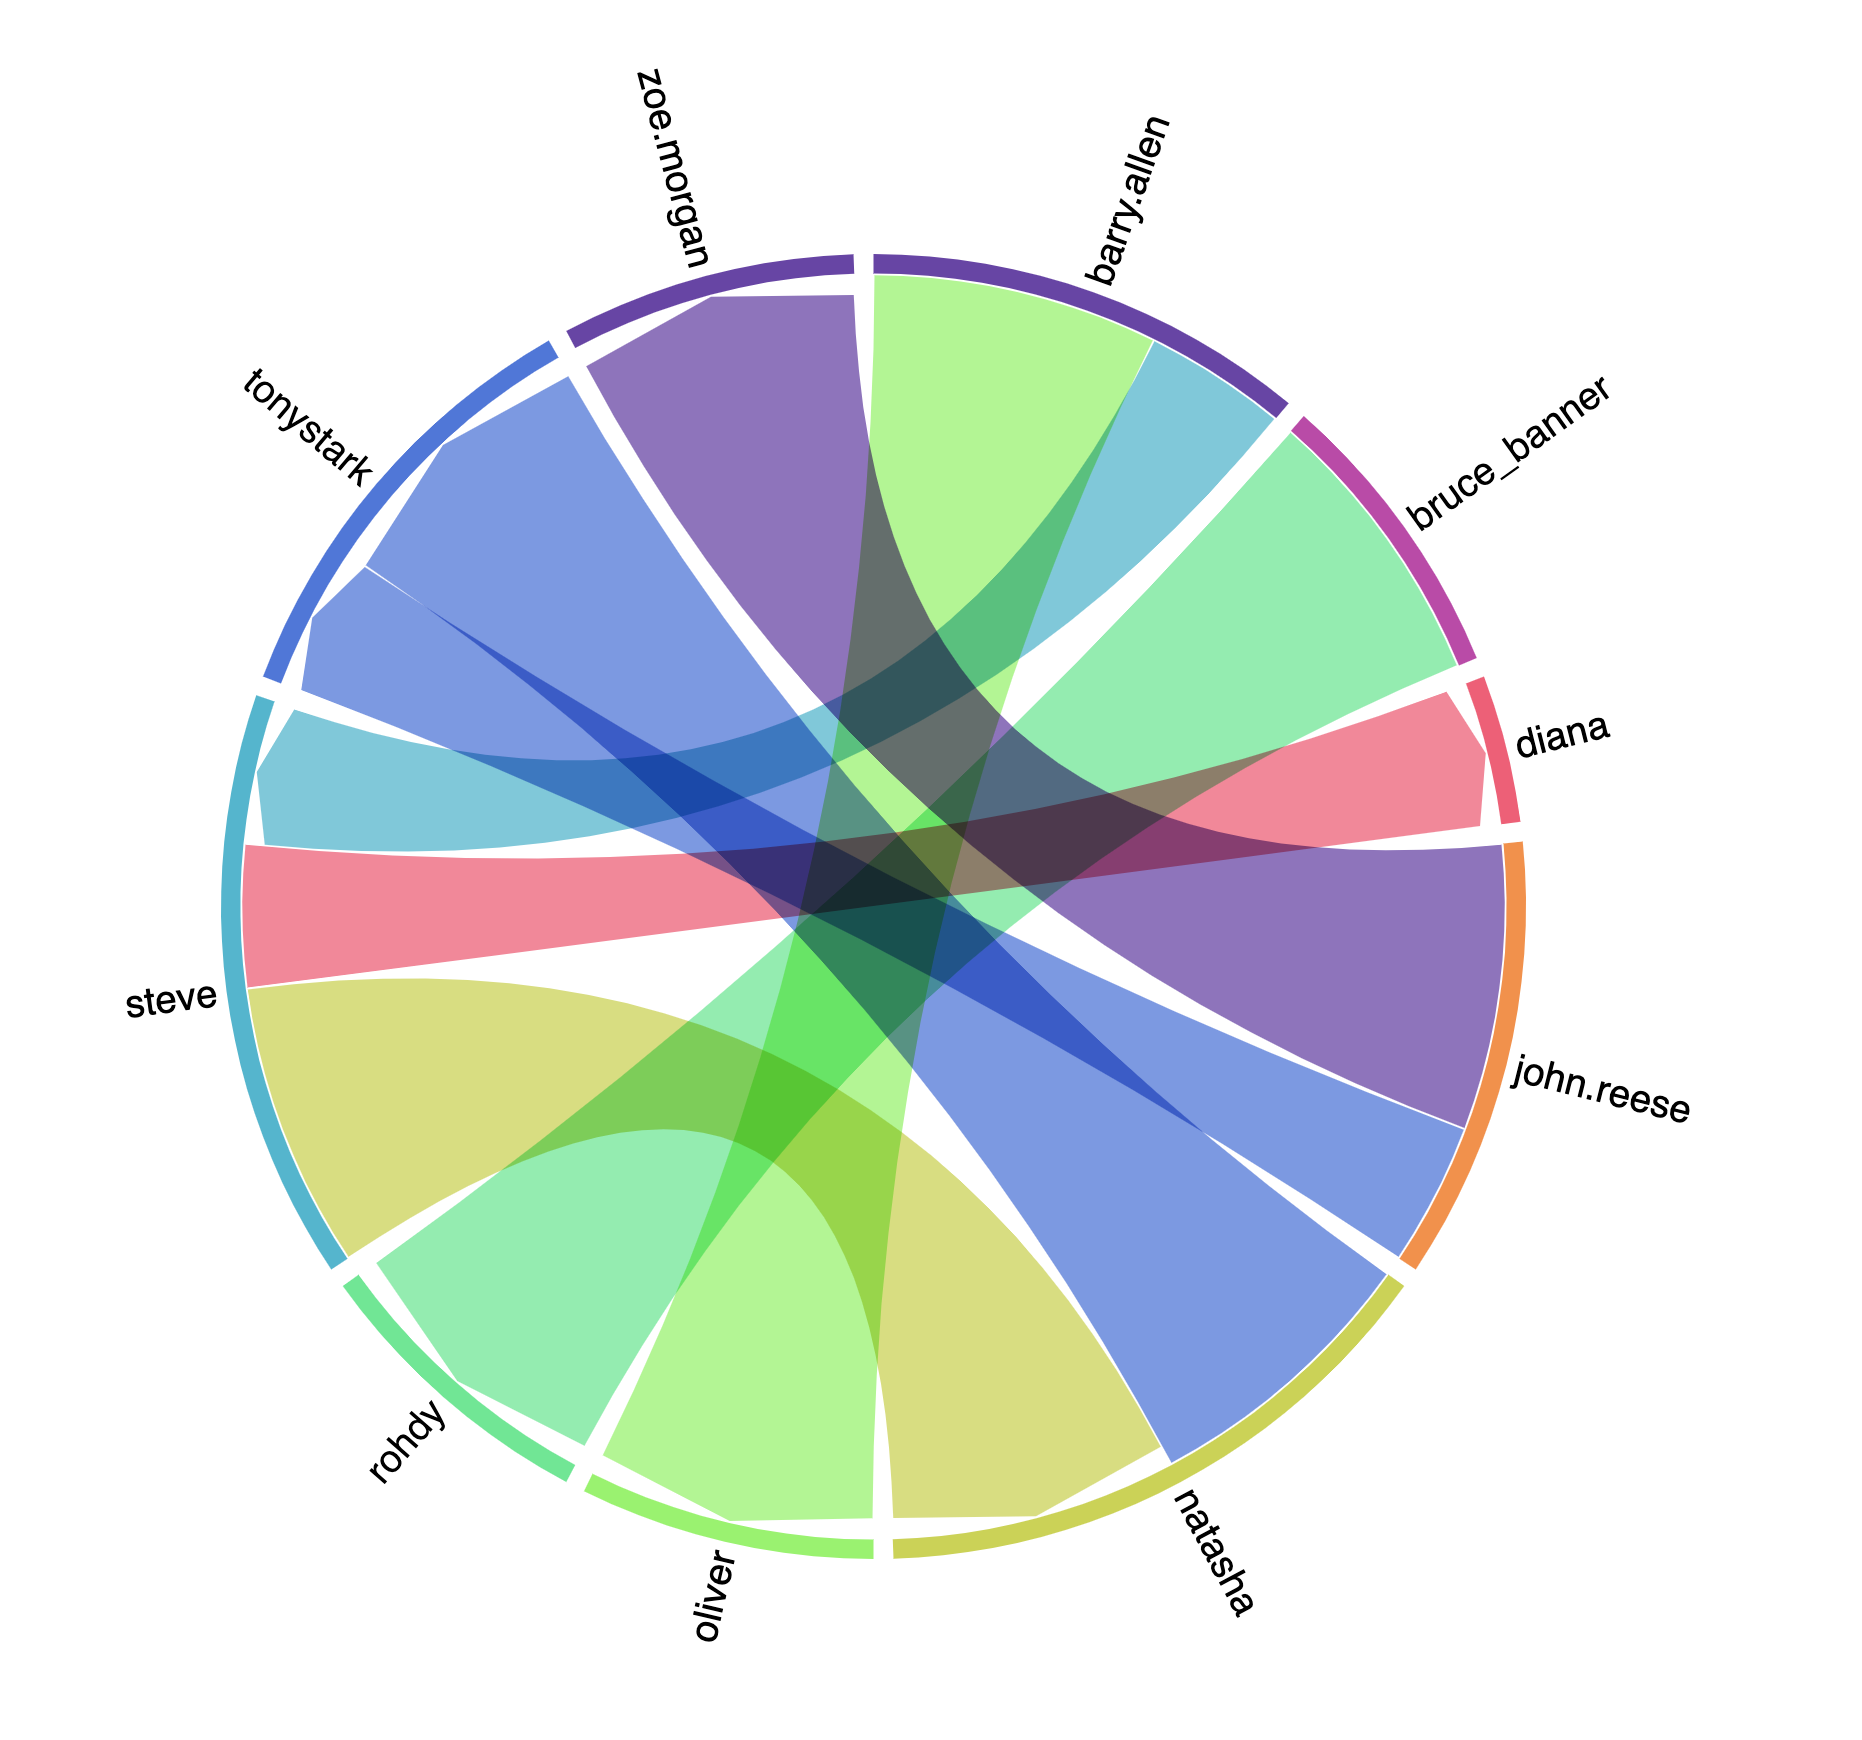 zoe.morgan
barry.allen
bruce_banner
diana
john.reese
natasha
oliver
rohdy
steve
tonystark